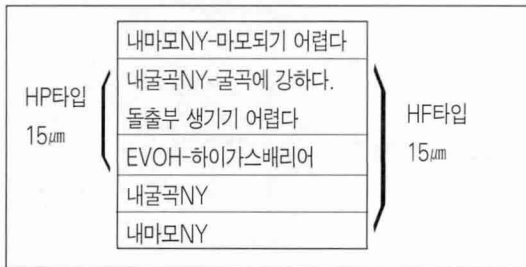 내마모NY-마모되기 어렵다
내굴곡NY-굴곡에 강하다.
돌출부 생기기 어렵다
EVOH-하이가스배리어
내굴곡NY
내마모NY
HP타입
15㎛
HF타입
15㎛